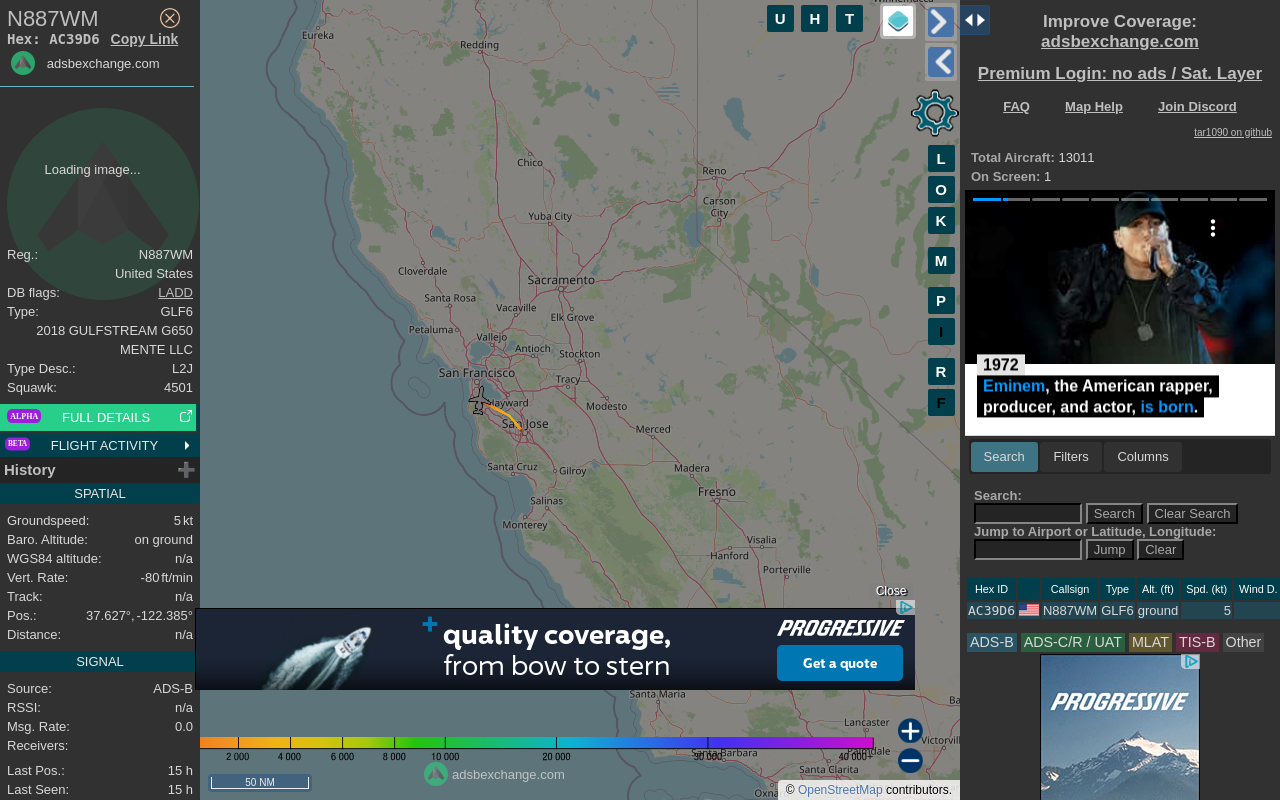 N887WM
Hex: AC39D6 Copy Link
adsbexchange.com
Loading image...
Reg.: N887WM
United States
DB flags: LADD
Type: GLF6
2018 GULFSTREAM G650
MENTE LLC
Type Desc.: L2J
Squawk: 4501
ALPHA FULL DETAILS
BETA FLIGHT ACTIVITY
History
SPATIAL
Groundspeed: 5 kt
Baro. Altitude: on ground
WGS84 altitude: n/a
Vert. Rate: -80 ft/min
Track: n/a
Pos.: 37.627°, -122.385°
Distance: n/a
SIGNAL
Source: ADS-B
RSSI: n/a
Msg. Rate: 0.0
Receivers:
Last Pos.: 15 h
Last Seen: 15 h
U H T
L
O
K
M
P
I
R
F
Eureka
Redding
Chico
Reno
Carson
City
Yuba City
Cloverdale
Sacramento
Santa Rosa
Vacaville
Elk Grove
Petaluma
Vallejo
Antioch
Stockton
San Francisco
Tracy
Hayward
Modesto
San Jose
Merced
Santa Cruz
Gilroy
Madera
Fresno
Salinas
Monterey
Visalia
Hanford
Porterville
Close
quality coverage,
from bow to stern
PROGRESSIVE
Get a quote
Santa Maria
Lancaster
Santa Barbara
Palmdale
Santa Clarita
2 000 4 000 6 000 8 000 10 000 20 000 30 000 40 000+
adsbexchange.com
50 NM
© OpenStreetMap contributors.
Improve Coverage:
adsbexchange.com
Premium Login: no ads / Sat. Layer
FAQ Map Help Join Discord
tar1090 on github
Total Aircraft: 13011
On Screen: 1
1972
Eminem, the American rapper,
producer, and actor, is born.
Search Filters Columns
Search:
Search Clear Search
Jump to Airport or Latitude, Longitude:
Jump Clear
Hex ID Callsign Type Alt. (ft) Spd. (kt) Wind D.
AC39D6 N887WM GLF6 ground 5
ADS-B ADS-C/R / UAT MLAT TIS-B Other
PROGRESSIVE